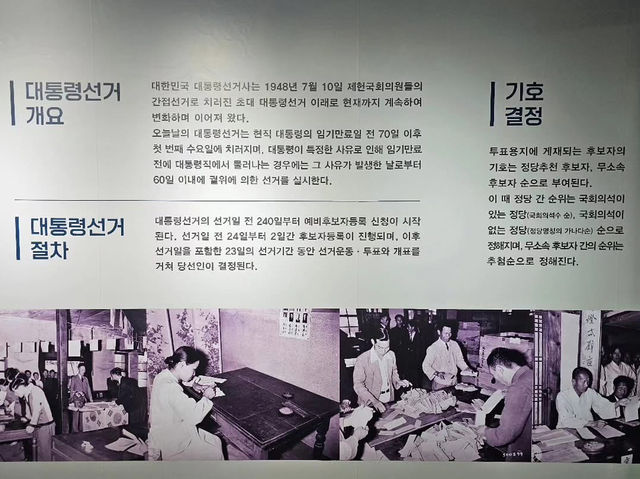 대통령선거
개요
대한민국 대통령선거사는 1948년 7월 10일 제헌국회의원들의
간접선거로 치러진 초대 대통령선거 이래로 현재까지 계속하여
변화하며 이어져 왔다.
오늘날의 대통령선거는 현직 대통령의 임기만료일 전 70일 이후
첫 번째 수요일에 치러지며, 대통령이 특정한 사유로 인해 임기만료
전에 대통령직에서 물러나는 경우에는 그 사유가 발생한 날로부터
60일 이내에 궐위에 의한 선거를 실시한다.
대통령선거
절차
대통령선거의 선거일 전 240일부터 예비후보자등록 신청이 시작
된다. 선거일 전 24일부터 2일간 후보자등록이 진행되며, 이후
선거일을 포함한 23일의 선거기간 동안 선거운동·투표와 개표를
거쳐 당선인이 결정된다.
기호
결정
투표용지에 게재되는 후보자의
기호는 정당추천 후보자, 무소속
후보자 순으로 부여된다.
이 때 정당 간 순위는 국회의석이
있는 정당(국회의석수 순), 국회의석이
없는 정당(정당명칭의 가나다순) 순으로
정해지며, 무소속 후보자 간의 순위는
추첨순으로 정해진다.